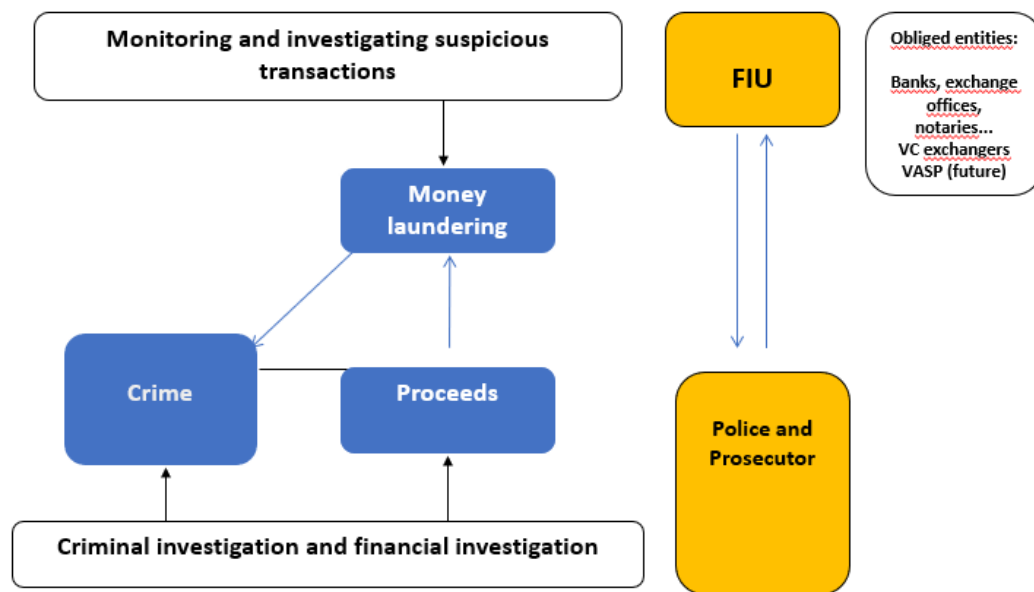 Monitoring and investigating suspicious
transactions
FIU
Obliged entities:
Banks, exchange
offices,
notaries...
VC exchangers
VASP (future)
Money
laundering
Crime
Proceeds
Police and
Prosecutor
Criminal investigation and financial investigation